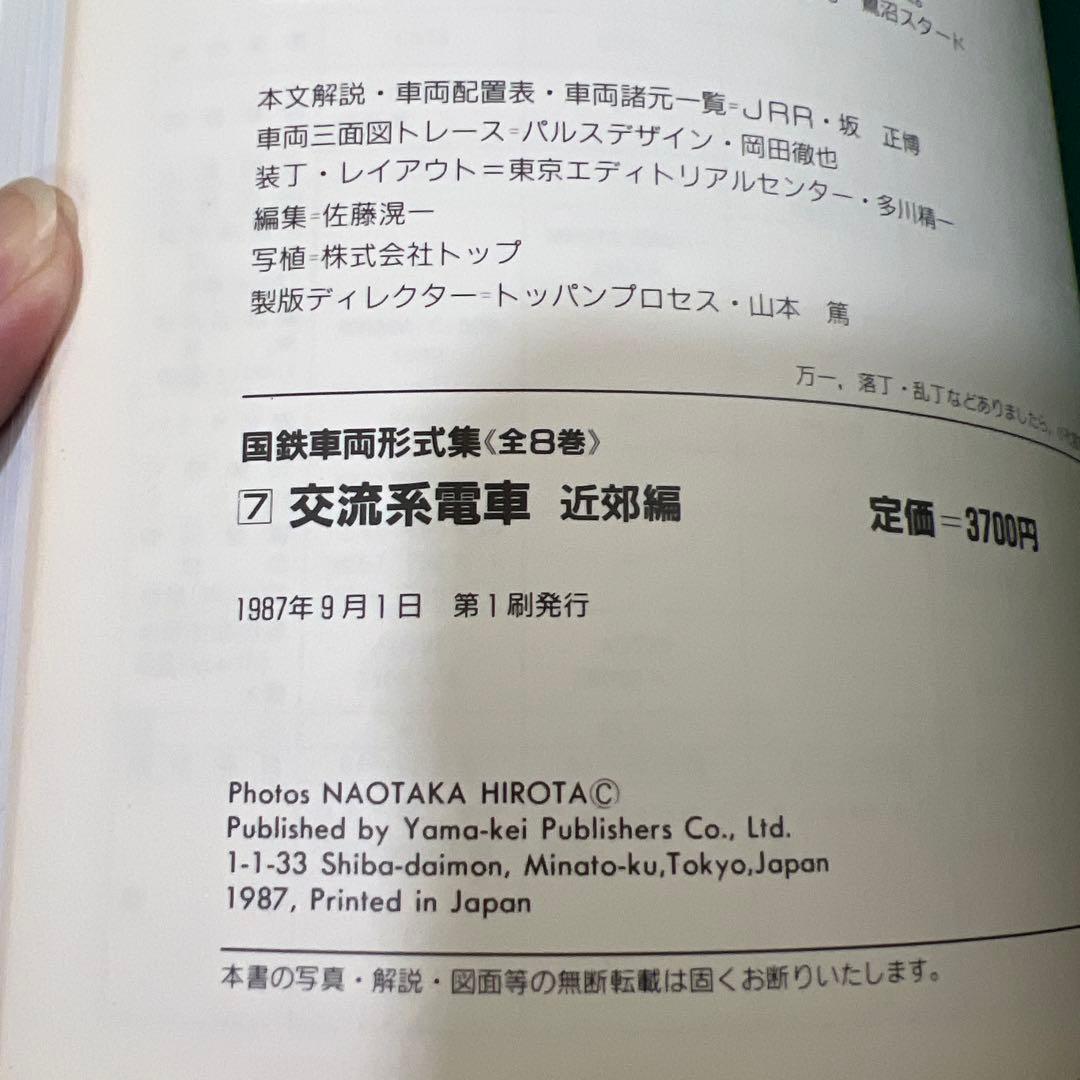 鷺沼スタート
本文解説・車両配置表・車両諸元一覧=JRR・坂　正博
車両三面図トレース=パルスデザイン・岡田徹也
装丁・レイアウト=東京エディトリアルセンター・多川精一
編集=佐藤滉一
写植=株式会社トップ
製版ディレクター=トッパンプロセス・山本　篤
万一，落丁・乱丁などありましたら，
国鉄車両形式集《全8巻》
7 交流系電車 近郊編 定価=3700円
1987年9月1日　第1刷発行
Photos NAOTAKA HIROTAⒸ
Published by Yama-kei Publishers Co., Ltd.
1-1-33 Shiba-daimon, Minato-ku,Tokyo,Japan
1987, Printed in Japan
本書の写真・解説・図面等の無断転載は固くお断りいたします。